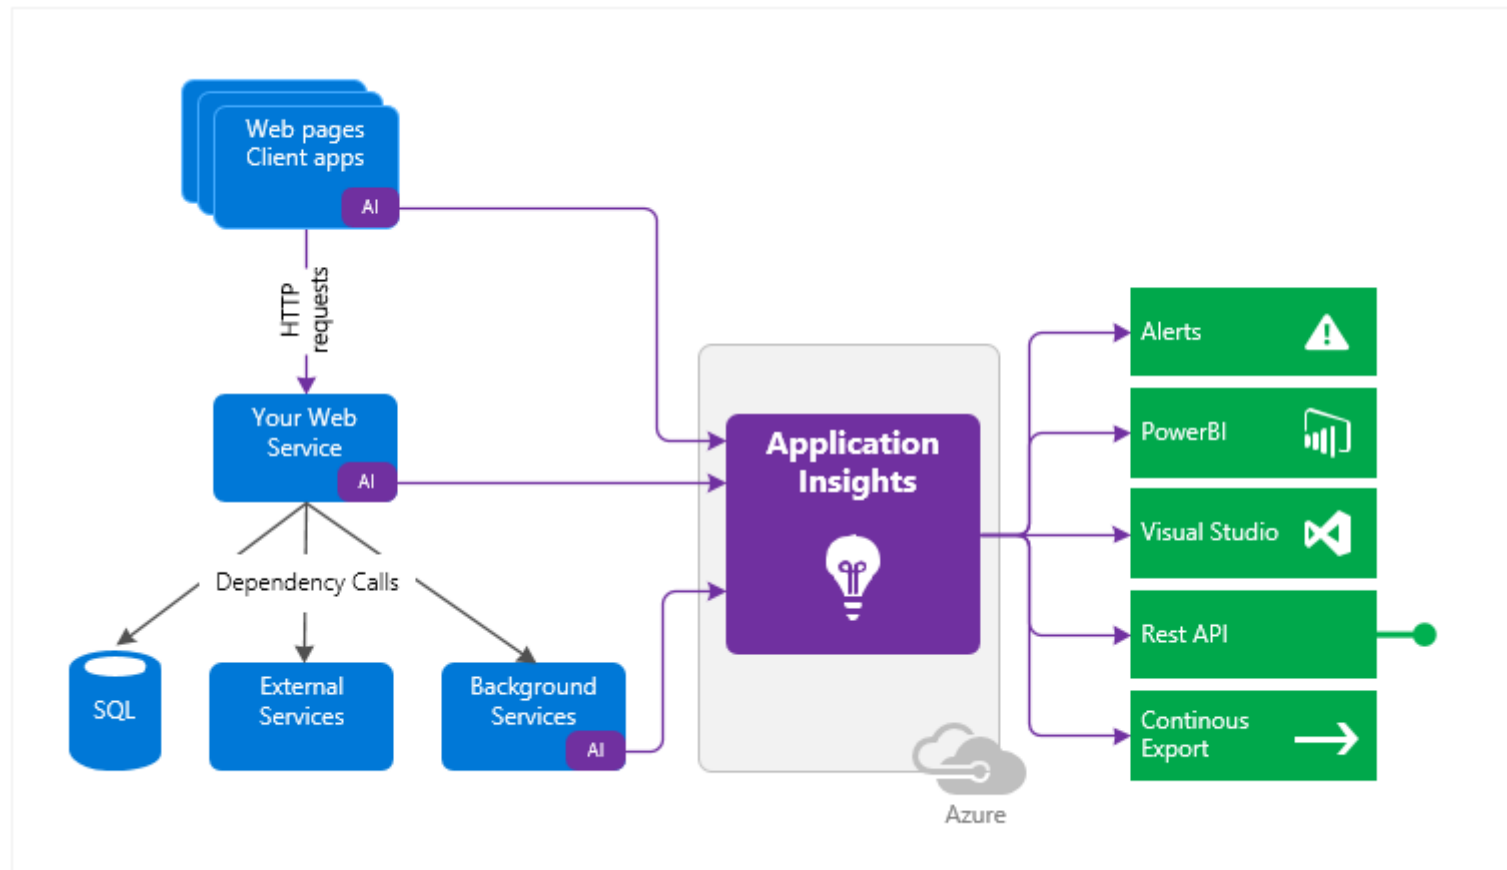 Web pages
Client apps
AI
HTTP
requests
Your Web
Service
AI
Dependency Calls
SQL
External
Services
Background
Services
AI
Application
Insights
Azure
Alerts
PowerBI
Visual Studio
Rest API
Continous
Export